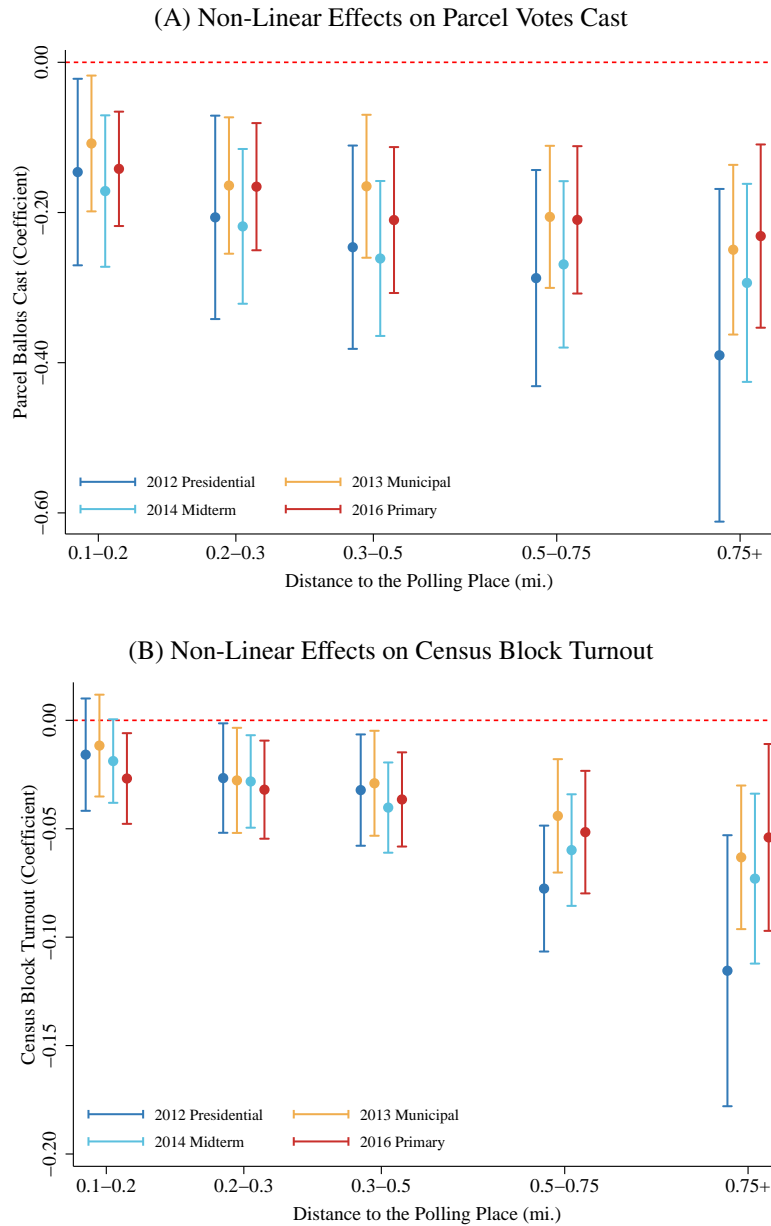 (A) Non-Linear Effects on Parcel Votes Cast
0.00
−0.20
−0.40
−0.60
Parcel Ballots Cast (Coefficient)
2012 Presidential
2013 Municipal
2014 Midterm
2016 Primary
0.1−0.2
0.2−0.3
0.3−0.5
0.5−0.75
0.75+
Distance to the Polling Place (mi.)
(B) Non-Linear Effects on Census Block Turnout
0.00
−0.05
−0.10
−0.15
−0.20
Census Block Turnout (Coefficient)
2012 Presidential
2013 Municipal
2014 Midterm
2016 Primary
0.1−0.2
0.2−0.3
0.3−0.5
0.5−0.75
0.75+
Distance to the Polling Place (mi.)